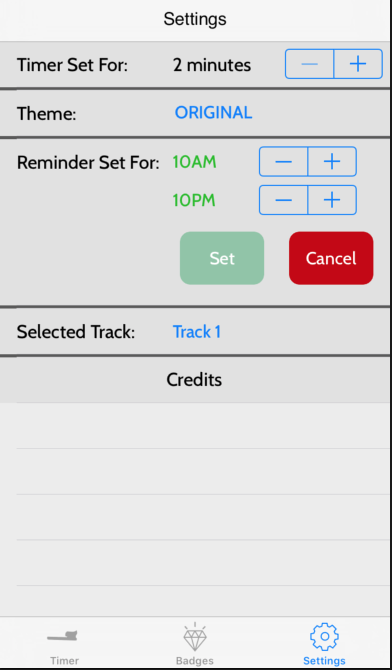 Settings
Timer Set For: 2 minutes
Theme: ORIGINAL
Reminder Set For: 10AM
10PM
Set Cancel
Selected Track: Track 1
Credits
Timer Badges Settings